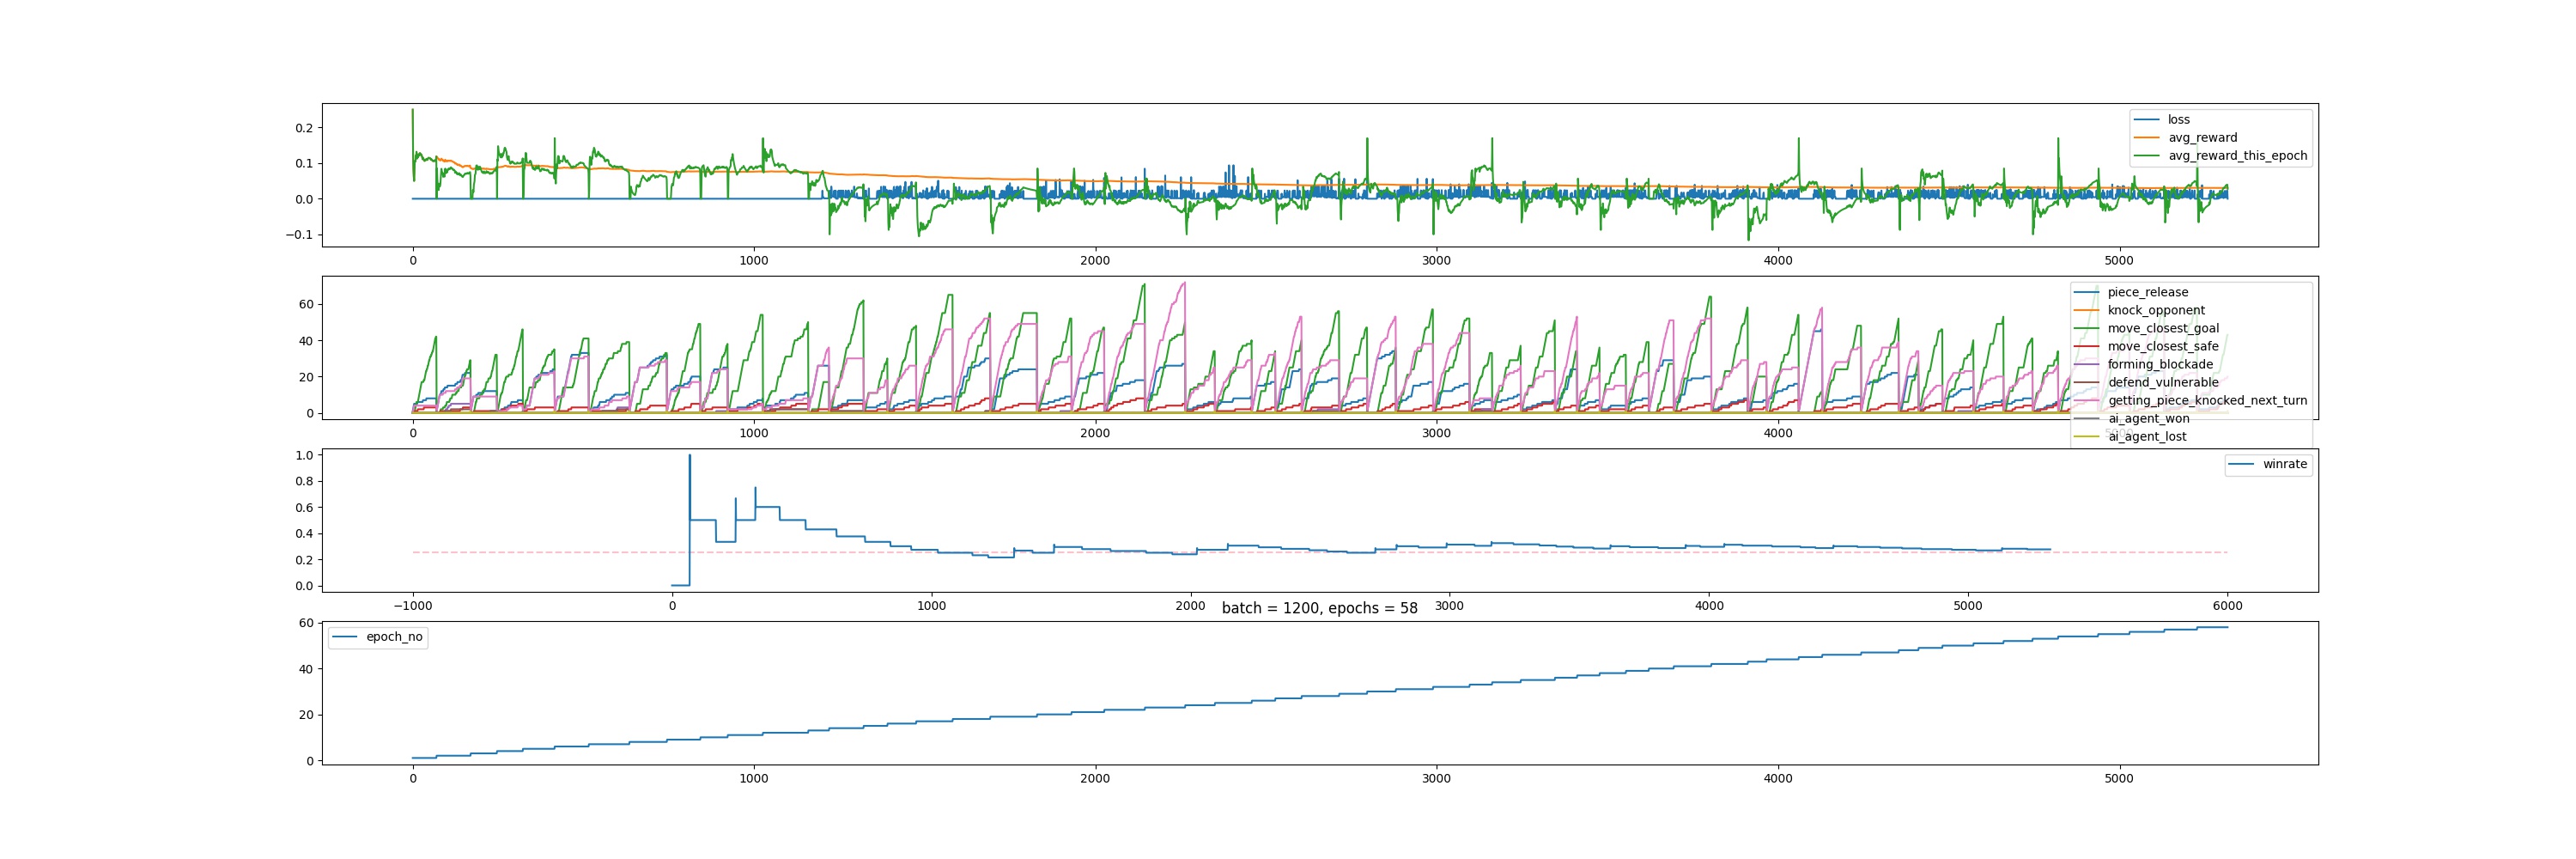 0.2
0.1
0.0
−0.1
loss
avg_reward
avg_reward_this_epoch
0 1000 2000 3000 4000 5000
60
40
20
0
piece_release
knock_opponent
move_closest_goal
move_closest_safe
forming_blockade
defend_vulnerable
getting_piece_knocked_next_turn
ai_agent_won
ai_agent_lost
0 1000 2000 3000 4000 5000
1.0
0.8
0.6
0.4
0.2
0.0
winrate
−1000 0 1000 2000 3000 4000 5000 6000
batch = 1200, epochs = 58
60
40
20
0
epoch_no
0 1000 2000 3000 4000 5000